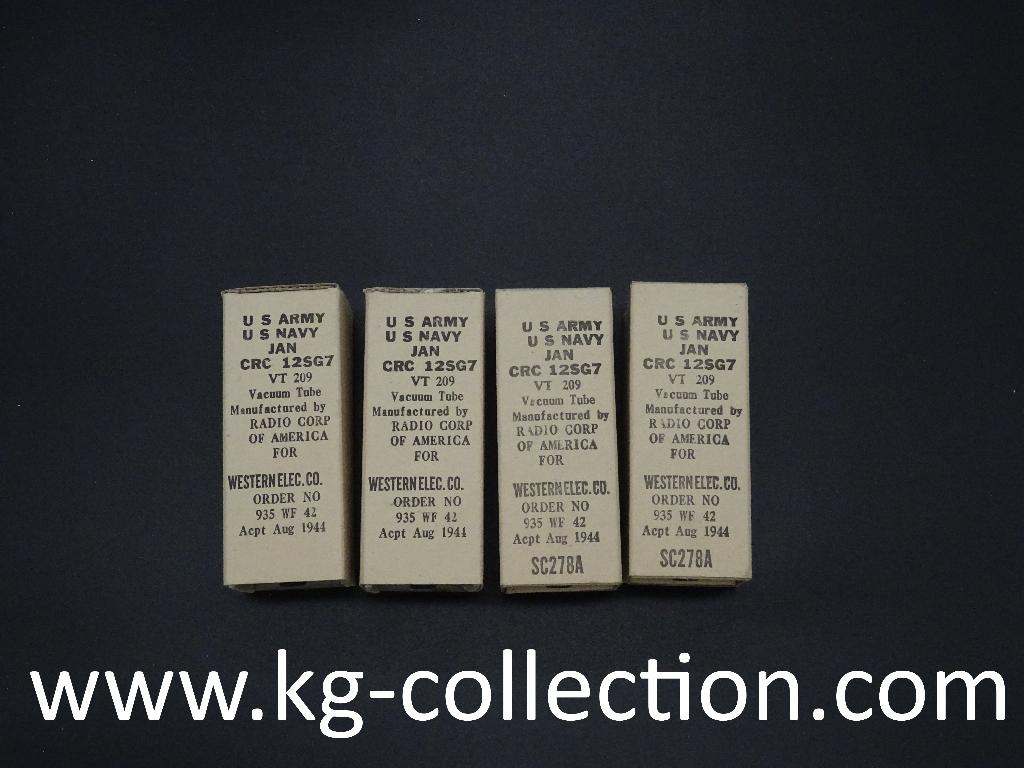 U S ARMY
U S NAVY
JAN
CRC 12SG7
VT 209
Vacuum Tube
Manufactured by
RADIO CORP
OF AMERICA
FOR
WESTERN ELEC. CO.
ORDER NO
935 WF 42
Acpt Aug 1944
U S ARMY
U S NAVY
JAN
CRC 12SG7
VT 209
Vacuum Tube
Manufactured by
RADIO CORP
OF AMERICA
FOR
WESTERN ELEC. CO.
ORDER NO
935 WF 42
Acpt Aug 1944
U S ARMY
U S NAVY
JAN
CRC 12SG7
VT 209
Vacuum Tube
Manufactured by
RADIO CORP
OF AMERICA
FOR
WESTERN ELEC. CO.
ORDER NO
935 WF 42
Acpt Aug 1944
SC278A
U S ARMY
U S NAVY
JAN
CRC 12SG7
VT 209
Vacuum Tube
Manufactured by
RADIO CORP
OF AMERICA
FOR
WESTERN ELEC. CO.
ORDER NO
935 WF 42
Acpt Aug 1944
SC278A
www.kg-collection.com